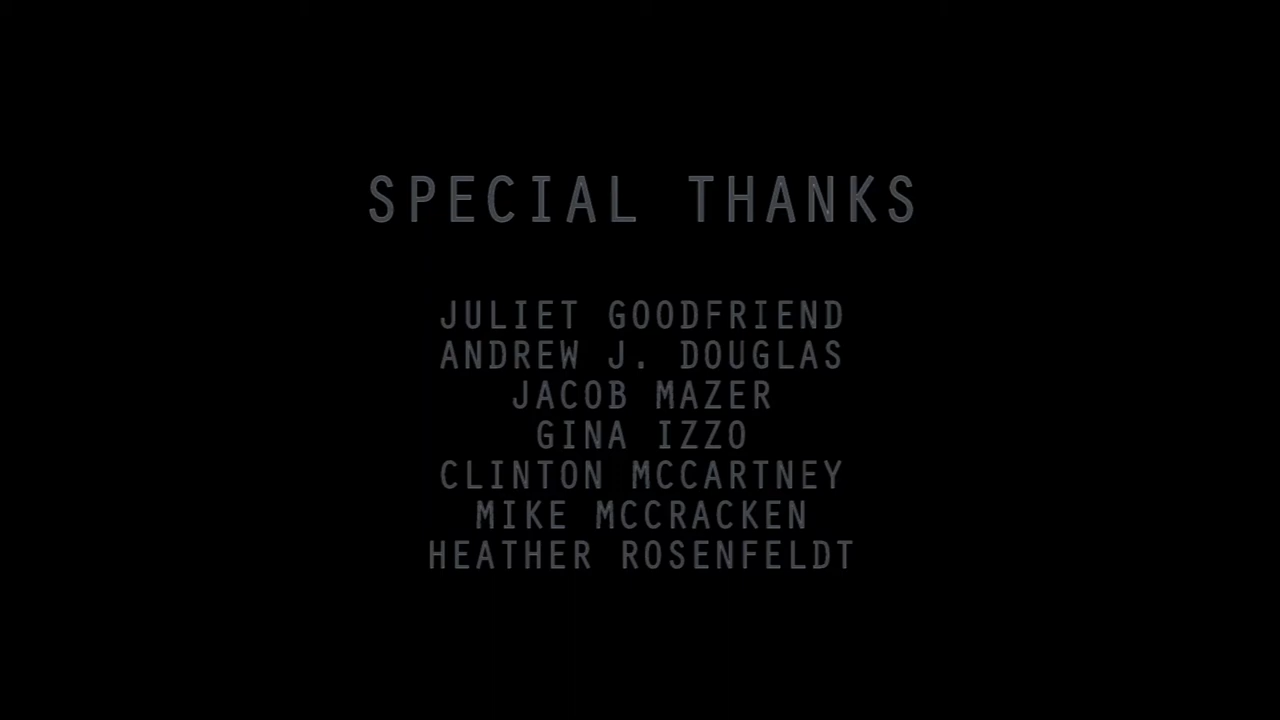 SPECIAL THANKS
JULIET GOODFRIEND
ANDREW J. DOUGLAS
JACOB MAZER
GINA IZZO
CLINTON MCCARTNEY
MIKE MCCRACKEN
HEATHER ROSENFELDT